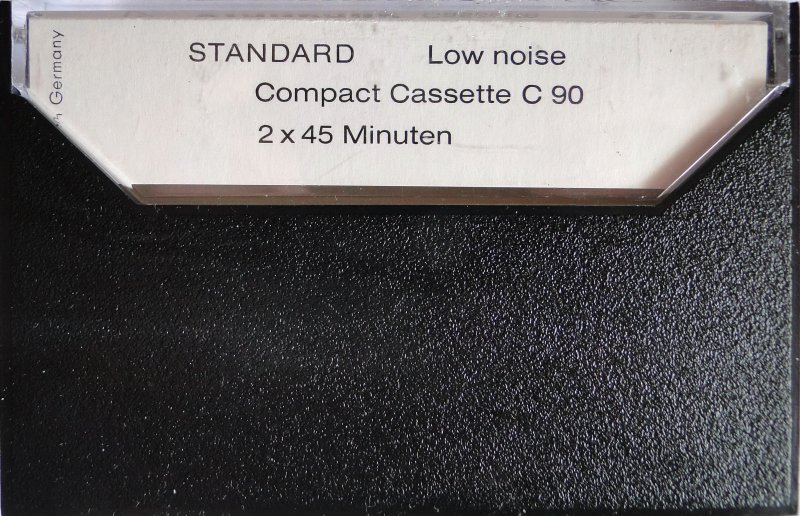 STANDARD Low noise
Compact Cassette C 90
2 x 45 Minuten
Germany